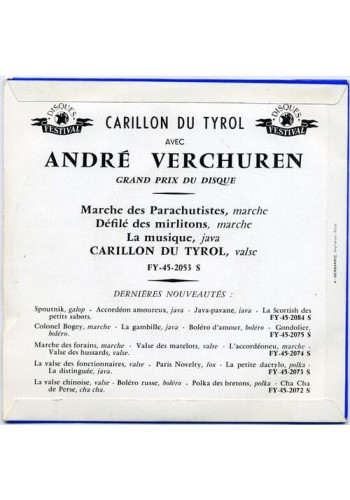 DISQUES
FESTIVAL
CARILLON DU TYROL
DISQUES
FESTIVAL
AVEC
ANDRÉ VERCHUREN
GRAND PRIX DU DISQUE
Marche des Parachutistes, marche
Défilé des mirlitons, marche
La musique, java
CARILLON DU TYROL, valse
FY-45-2053 S
DERNIÈRES NOUVEAUTÉS :
Spoutnik, galop - Accordéon amoureux, java - Java-pavane, java - La Scottish des
petits sabots. FY-45-2084 S
Colonel Bogey, marche - La gambille, java - Boléro d'amour, boléro - Gondolier,
boléro. FY-45-2075 S
Marche des forains, marche - Valse des matelots, valse - L'accordéoneu, marche -
Valse des hussards, valse. FY-45-2074 S
La valse des fonctionnaires, valse - Paris Novelty, fox - La petite dactylo, polka -
La distinguée, java. FY-45-2073 S
La valse chinoise, valse - Boléro russe, boléro - Polka des bretons, polka - Cha Cha
de Perse, cha cha. FY-45-2072 S